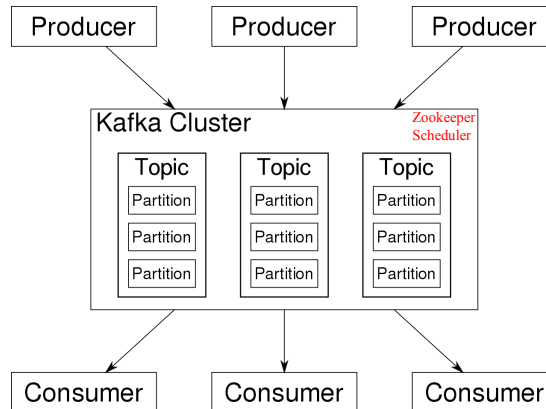 Producer
Producer
Producer
Kafka Cluster
Zookeeper
Scheduler
Topic
Partition
Partition
Partition
Topic
Partition
Partition
Partition
Topic
Partition
Partition
Partition
Consumer
Consumer
Consumer